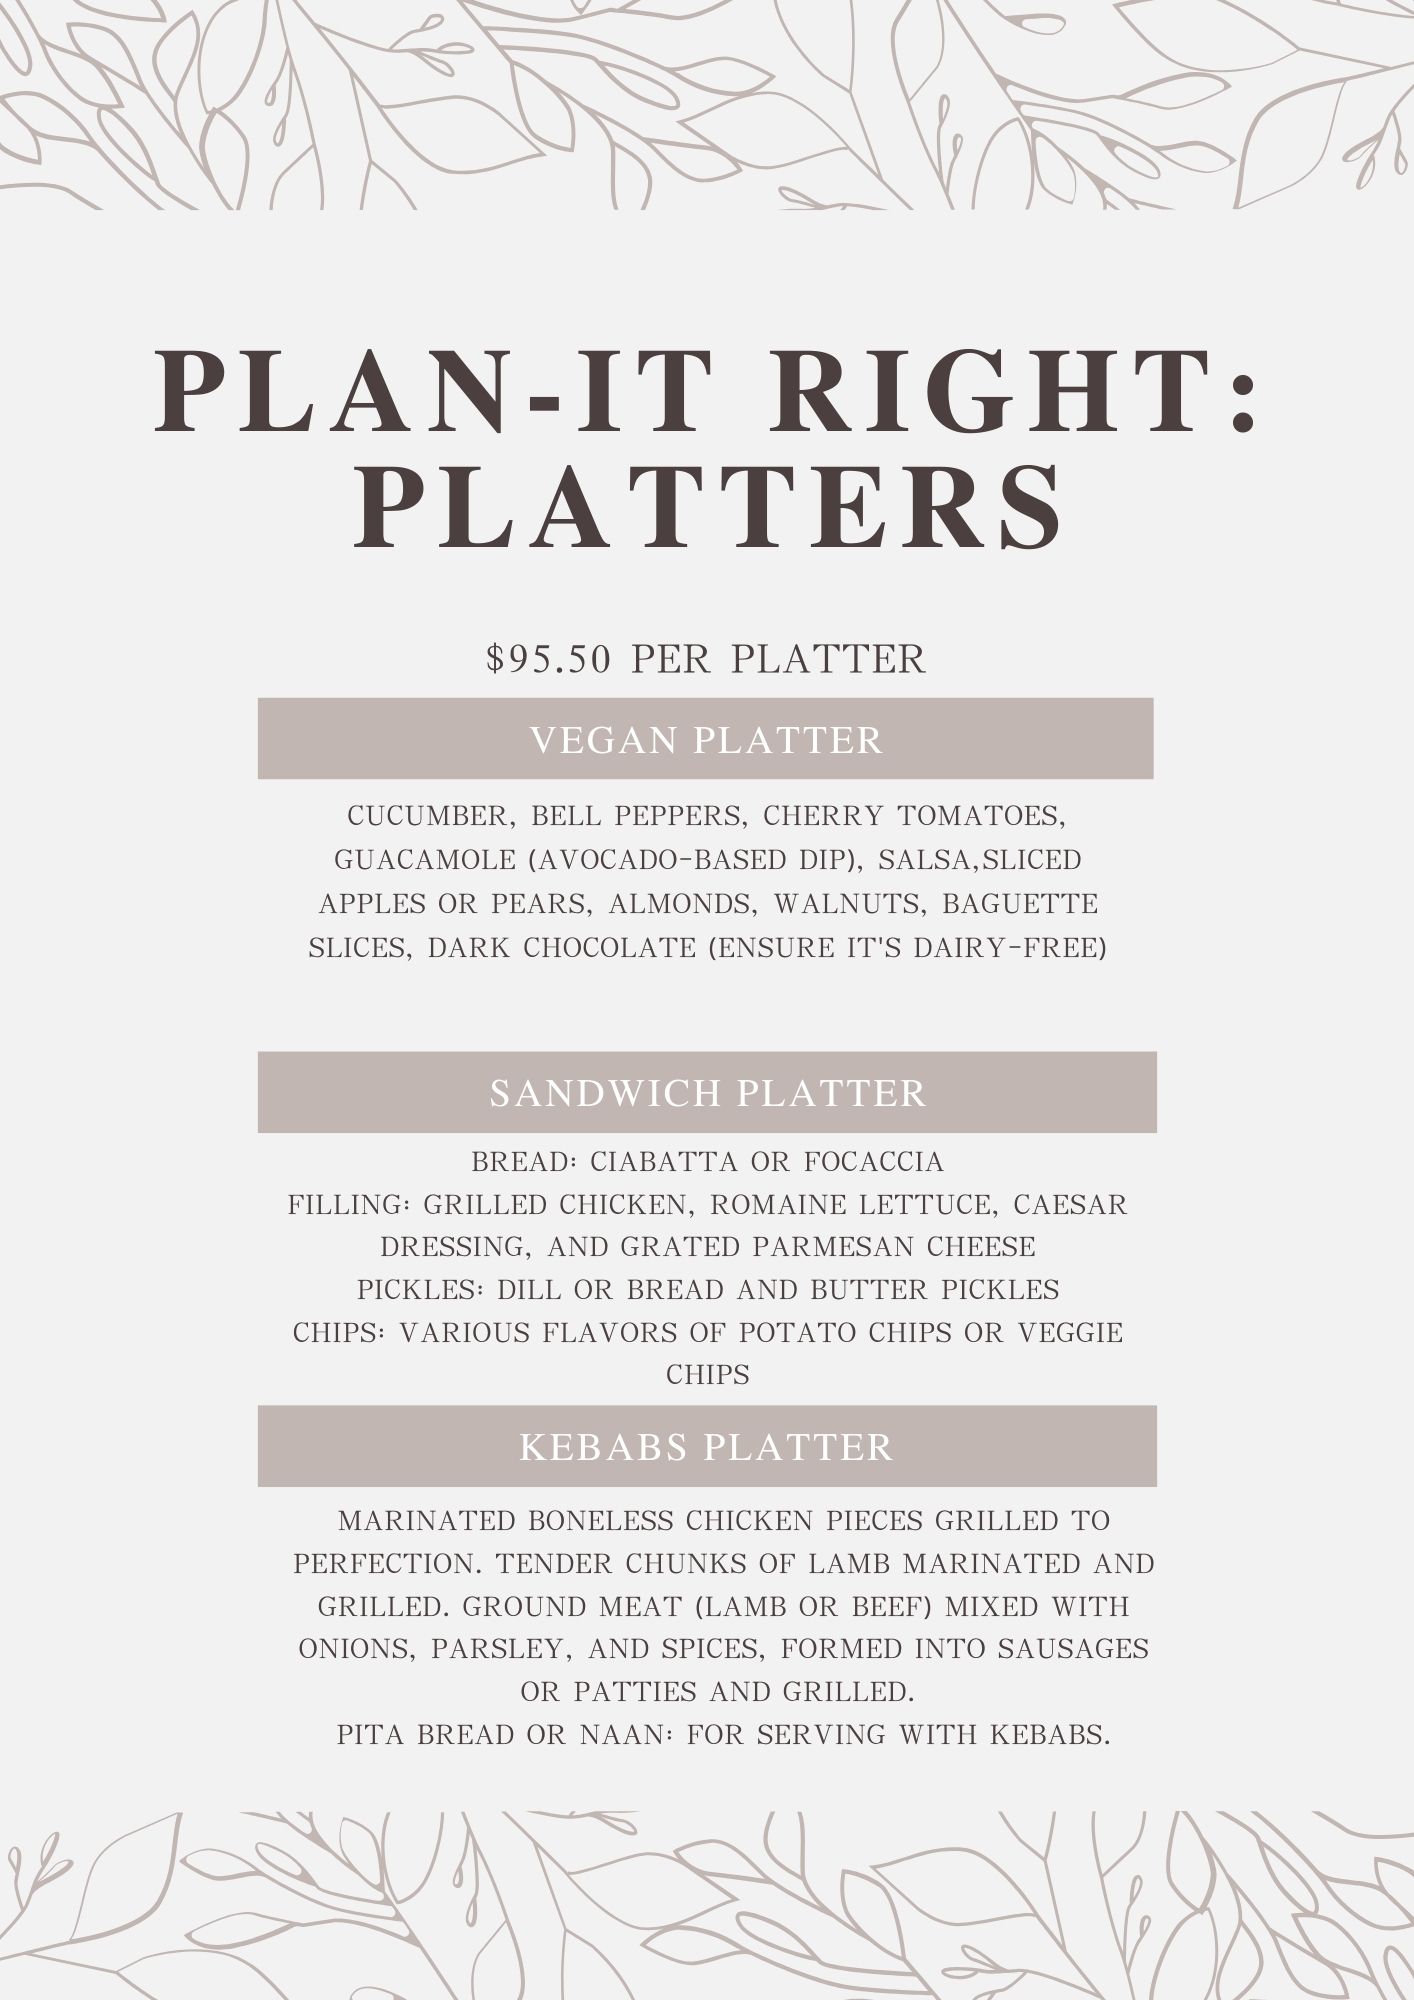 PLAN-IT RIGHT:
PLATTERS
$95.50 PER PLATTER
VEGAN PLATTER
CUCUMBER, BELL PEPPERS, CHERRY TOMATOES,
GUACAMOLE (AVOCADO-BASED DIP), SALSA,SLICED
APPLES OR PEARS, ALMONDS, WALNUTS, BAGUETTE
SLICES, DARK CHOCOLATE (ENSURE IT'S DAIRY-FREE)
SANDWICH PLATTER
BREAD: CIABATTA OR FOCACCIA
FILLING: GRILLED CHICKEN, ROMAINE LETTUCE, CAESAR
DRESSING, AND GRATED PARMESAN CHEESE
PICKLES: DILL OR BREAD AND BUTTER PICKLES
CHIPS: VARIOUS FLAVORS OF POTATO CHIPS OR VEGGIE
CHIPS
KEBABS PLATTER
MARINATED BONELESS CHICKEN PIECES GRILLED TO
PERFECTION. TENDER CHUNKS OF LAMB MARINATED AND
GRILLED. GROUND MEAT (LAMB OR BEEF) MIXED WITH
ONIONS, PARSLEY, AND SPICES, FORMED INTO SAUSAGES
OR PATTIES AND GRILLED.
PITA BREAD OR NAAN: FOR SERVING WITH KEBABS.